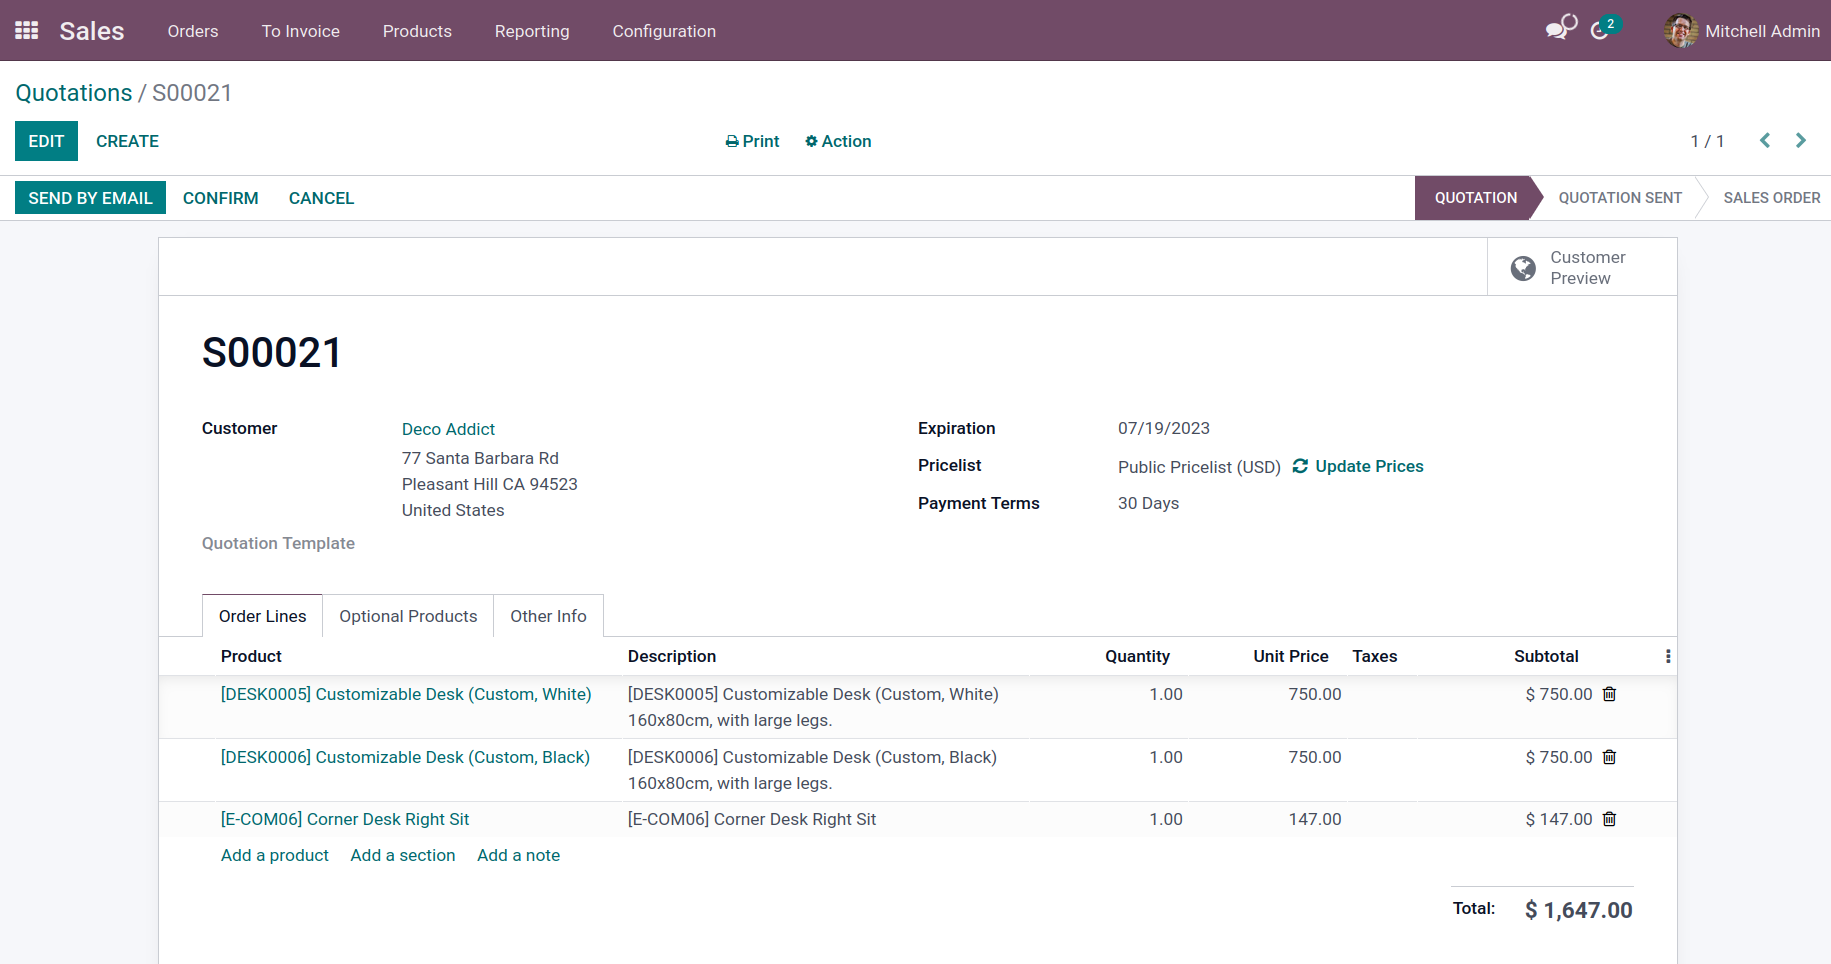 Sales Orders To Invoice Products Reporting Configuration 2 Mitchell Admin
Quotations / S00021
EDIT CREATE Print Action 1 / 1
SEND BY EMAIL CONFIRM CANCEL QUOTATION QUOTATION SENT SALES ORDER
Customer
Preview
S00021
Customer Deco Addict Expiration 07/19/2023
77 Santa Barbara Rd Pricelist Public Pricelist (USD) Update Prices
Pleasant Hill CA 94523
United States Payment Terms 30 Days
Quotation Template
Order Lines Optional Products Other Info
Product Description Quantity Unit Price Taxes Subtotal
[DESK0005] Customizable Desk (Custom, White) [DESK0005] Customizable Desk (Custom, White) 1.00 750.00 $ 750.00
160x80cm, with large legs.
[DESK0006] Customizable Desk (Custom, Black) [DESK0006] Customizable Desk (Custom, Black) 1.00 750.00 $ 750.00
160x80cm, with large legs.
[E-COM06] Corner Desk Right Sit [E-COM06] Corner Desk Right Sit 1.00 147.00 $ 147.00
Add a product Add a section Add a note
Total: $ 1,647.00